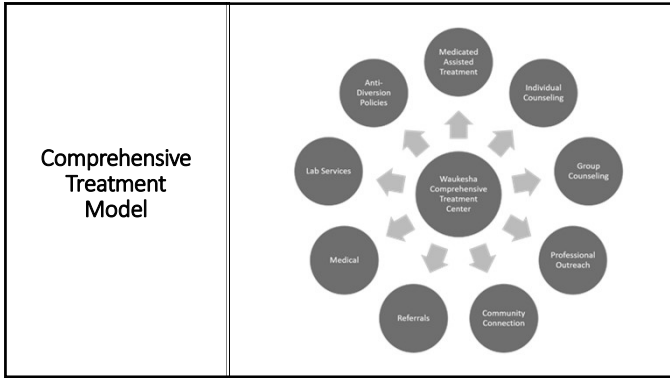 Comprehensive
Treatment
Model
Medicated
Assisted
Treatment
Individual
Counseling
Group
Counseling
Professional
Outreach
Community
Connection
Referrals
Medical
Lab Services
Anti-
Diversion
Policies
Waukesha
Comprehensive
Treatment
Center